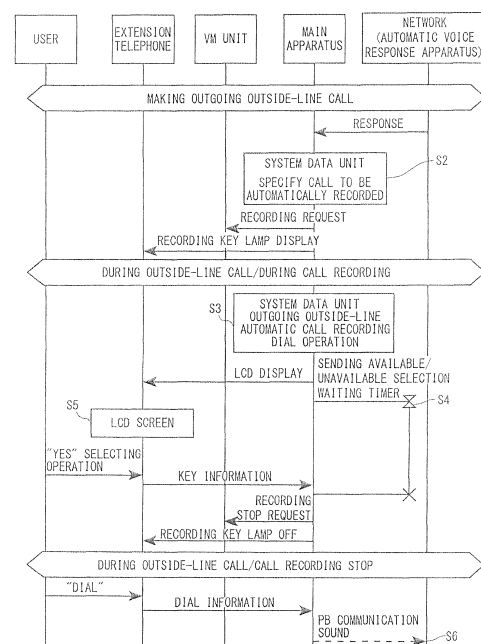 USER
EXTENSION
TELEPHONE
VM UNIT
MAIN
APPARATUS
NETWORK
(AUTOMATIC VOICE
RESPONSE APPARATUS)
MAKING OUTGOING OUTSIDE-LINE CALL
RESPONSE
SYSTEM DATA UNIT
SPECIFY CALL TO BE
AUTOMATICALLY RECORDED
S2
RECORDING REQUEST
RECORDING KEY LAMP DISPLAY
DURING OUTSIDE-LINE CALL/DURING CALL RECORDING
S3
SYSTEM DATA UNIT
OUTGOING OUTSIDE-LINE
AUTOMATIC CALL RECORDING
DIAL OPERATION
LCD DISPLAY
SENDING AVAILABLE/
UNAVAILABLE SELECTION
WAITING TIMER
S4
S5
LCD SCREEN
"YES" SELECTING
OPERATION
KEY INFORMATION
RECORDING
STOP REQUEST
RECORDING KEY LAMP OFF
DURING OUTSIDE-LINE CALL/CALL RECORDING STOP
"DIAL"
DIAL INFORMATION
PB COMMUNICATION
SOUND
S6